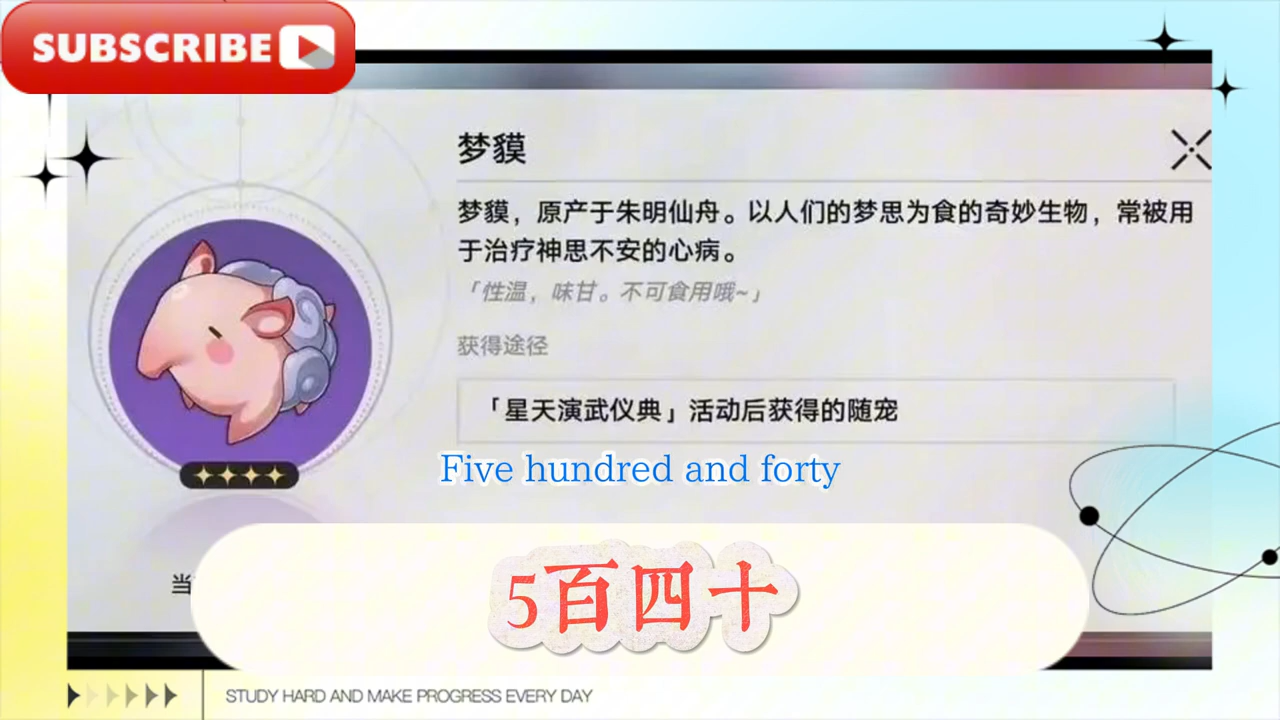 SUBSCRIBE
梦貘
梦貘，原产于朱明仙舟。以人们的梦思为食的奇妙生物，常被用
于治疗神思不安的心病。
「性温，味甘。不可食用哦~」
获得途径
「星天演武仪典」活动后获得的随宠
Five hundred and forty
5百四十
当
STUDY HARD AND MAKE PROGRESS EVERY DAY